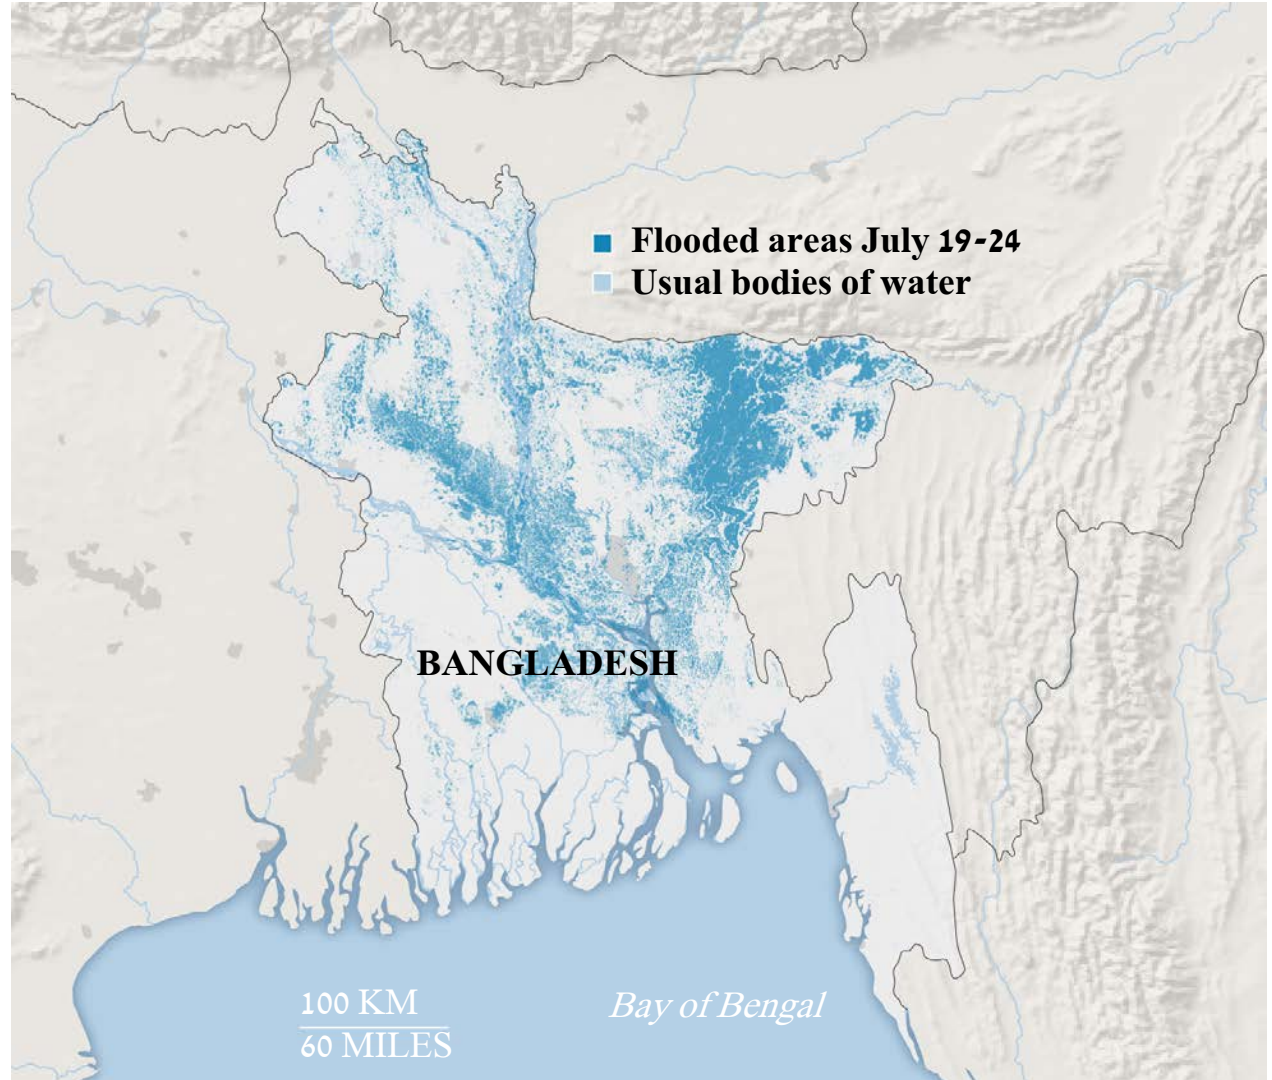 Flooded areas July 19-24
Usual bodies of water
BANGLADESH
100 KM
60 MILES
Bay of Bengal